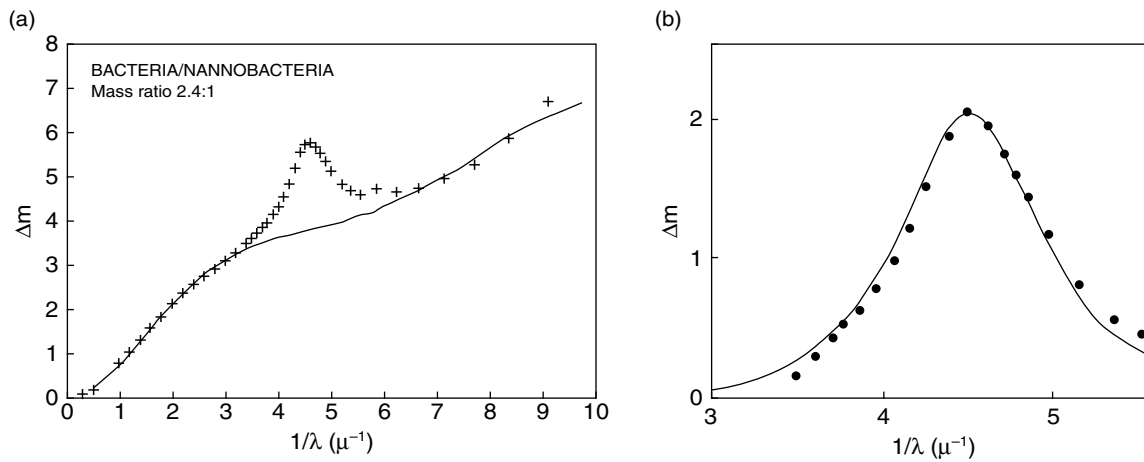 (a)
8
7
6
5
4
3
2
1
0
Δm
BACTERIA/NANNOBACTERIA
Mass ratio 2.4:1
0 1 2 3 4 5 6 7 8 9 10
1/λ (μ⁻¹)
(b)
2
1
0
Δm
3 4 5
1/λ (μ⁻¹)